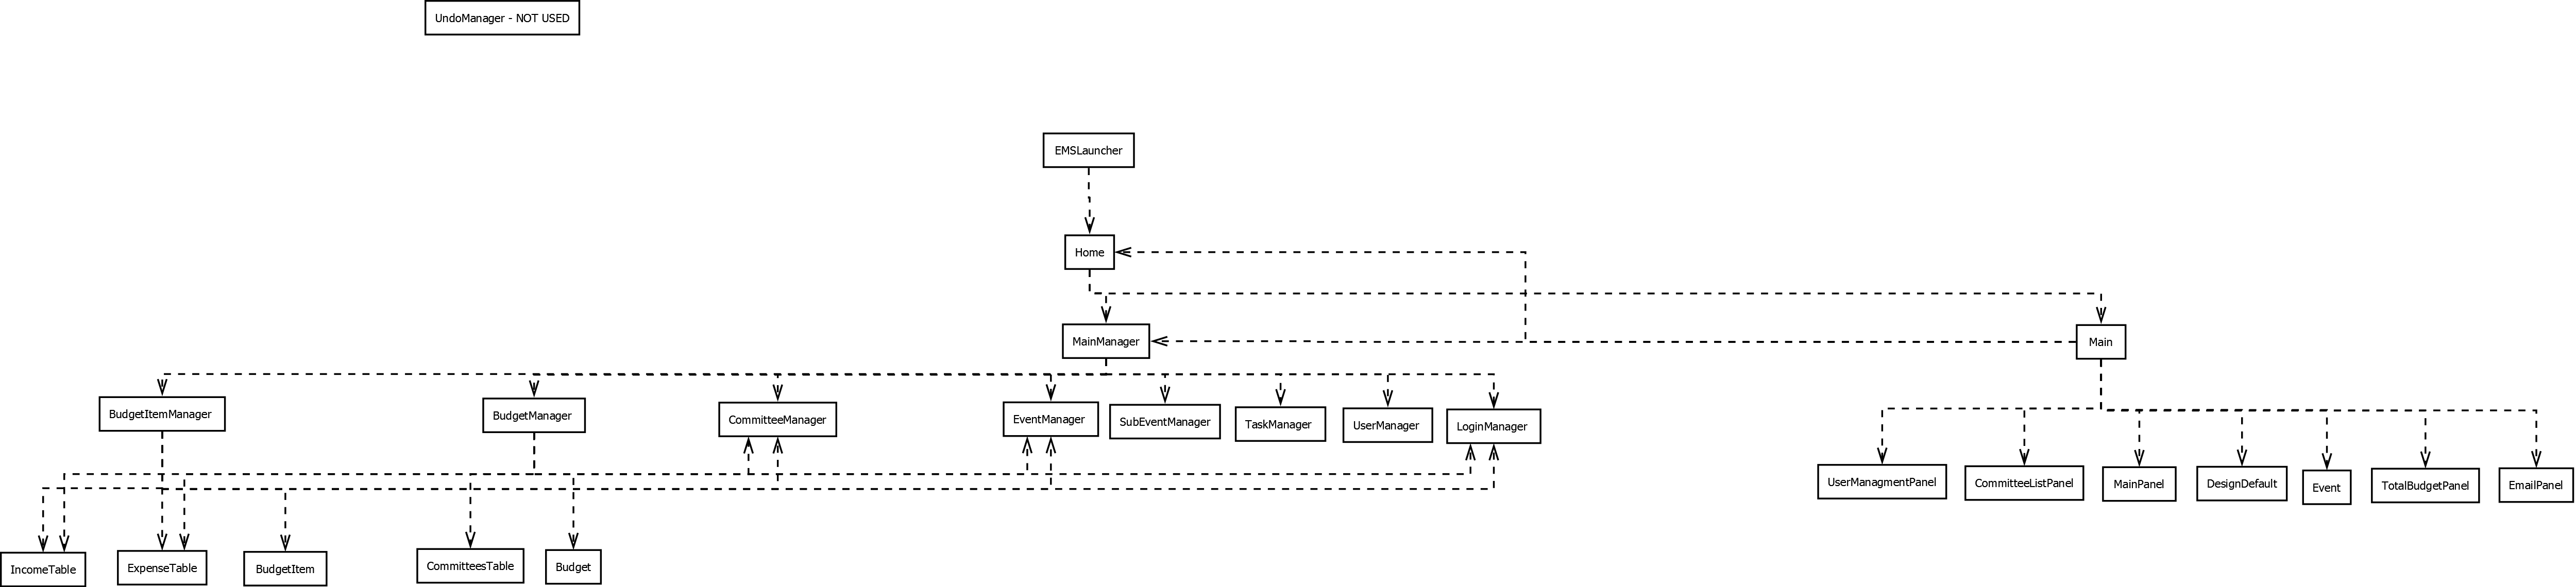 UndoManager - NOT USED
EMSLauncher
Home
MainManager
Main
BudgetItemManager
BudgetManager
CommitteeManager
EventManager
SubEventManager
TaskManager
UserManager
LoginManager
UserManagmentPanel
CommitteeListPanel
MainPanel
DesignDefault
Event
TotalBudgetPanel
EmailPanel
IncomeTable
ExpenseTable
BudgetItem
CommitteesTable
Budget